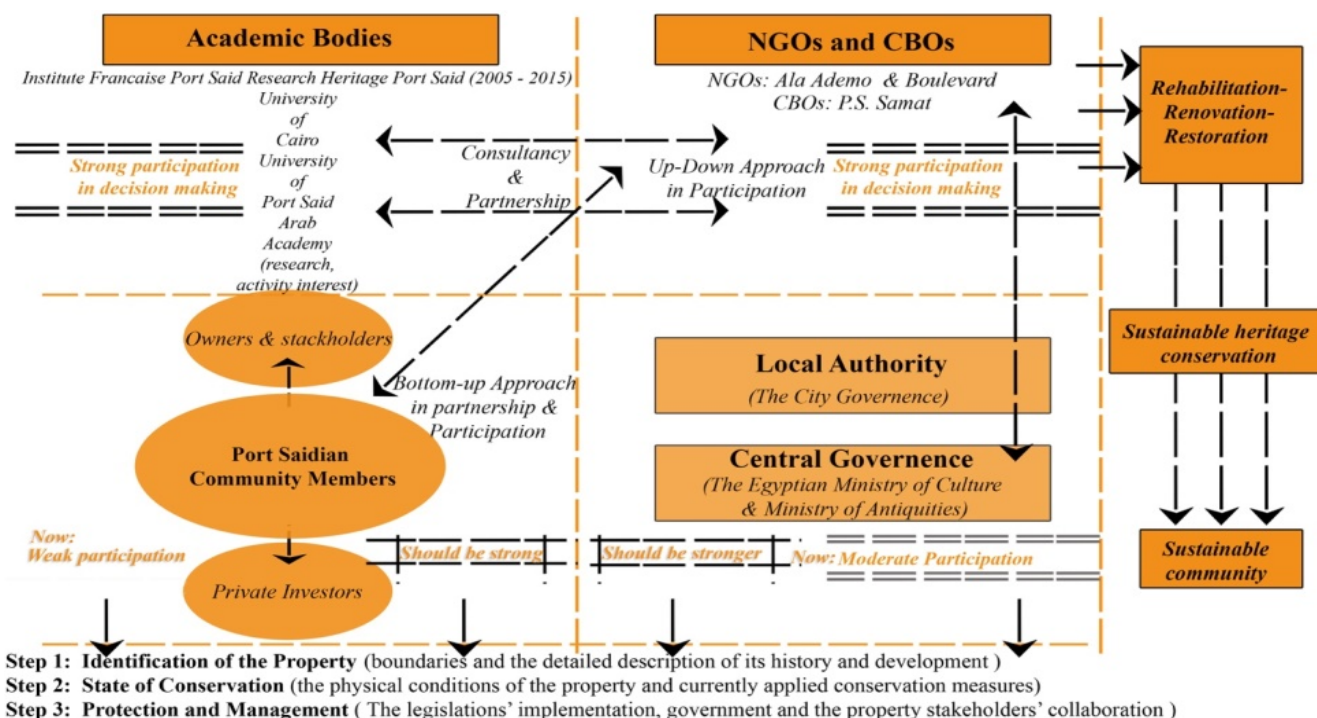 Academic Bodies
Institute Francaise Port Said Research Heritage Port Said (2005 - 2015)
University
of
Cairo
University
of
Port Said
Arab
Academy
(research,
activity interest)
Strong participation
in decision making
Consultancy
&
Partnership
NGOs and CBOs
NGOs: Ala Ademo & Boulevard
CBOs: P.S. Samat
Up-Down Approach
in Participation
Strong participation
in decision making
Rehabilitation-
Renovation-
Restoration
Owners & stackholders
Bottom-up Approach
in partnership &
Participation
Port Saidian
Community Members
Now:
Weak participation
Private Investors
Should be strong
Local Authority
(The City Governence)
Central Governence
(The Egyptian Ministry of Culture
& Ministry of Antiquities)
Should be stronger
Now: Moderate Participation
Sustainable heritage
conservation
Sustainable
community
Step 1: Identification of the Property (boundaries and the detailed description of its history and development )
Step 2: State of Conservation (the physical conditions of the property and currently applied conservation measures)
Step 3: Protection and Management ( The legislations' implementation, government and the property stakeholders' collaboration )